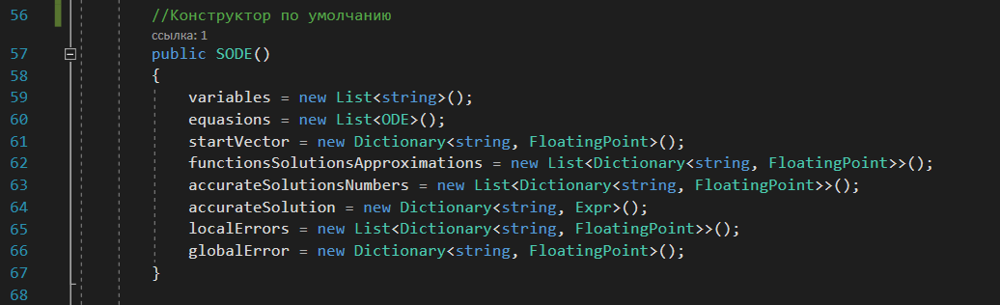 56 //Конструктор по умолчанию
ссылка: 1
57 public SODE()
58 {
59 variables = new List<string>();
60 equasions = new List<ODE>();
61 startVector = new Dictionary<string, FloatingPoint>();
62 functionsSolutionsApproximations = new List<Dictionary<string, FloatingPoint>>();
63 accurateSolutionsNumbers = new List<Dictionary<string, FloatingPoint>>();
64 accurateSolution = new Dictionary<string, Expr>();
65 localErrors = new List<Dictionary<string, FloatingPoint>>();
66 globalError = new Dictionary<string, FloatingPoint>();
67 }
68